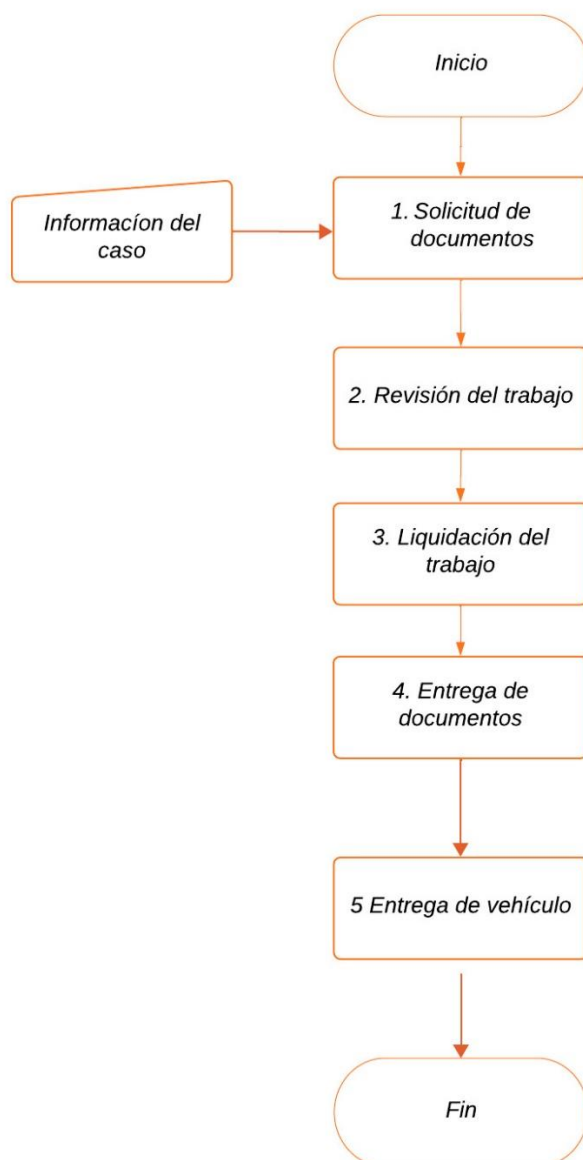 Inicio
1. Solicitud de
documentos
Informacíon del
caso
2. Revisión del trabajo
3. Liquidación del
trabajo
4. Entrega de
documentos
5 Entrega de vehículo
Fin